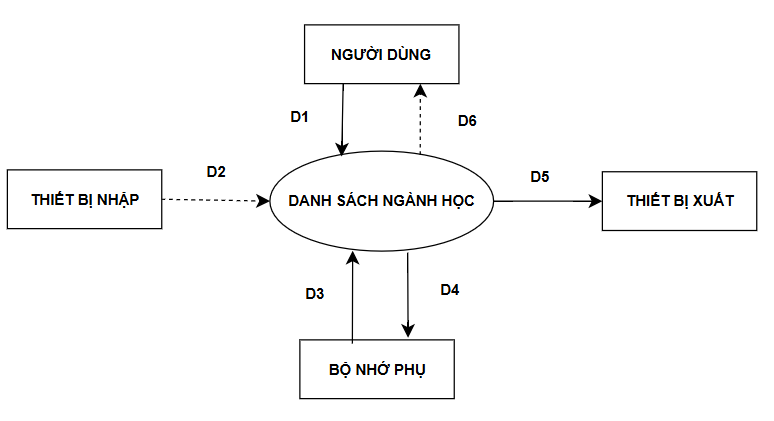 NGƯỜI DÙNG
D1
D6
D2
D5
THIẾT BỊ NHẬP
DANH SÁCH NGÀNH HỌC
THIẾT BỊ XUẤT
D3
D4
BỘ NHỚ PHỤ